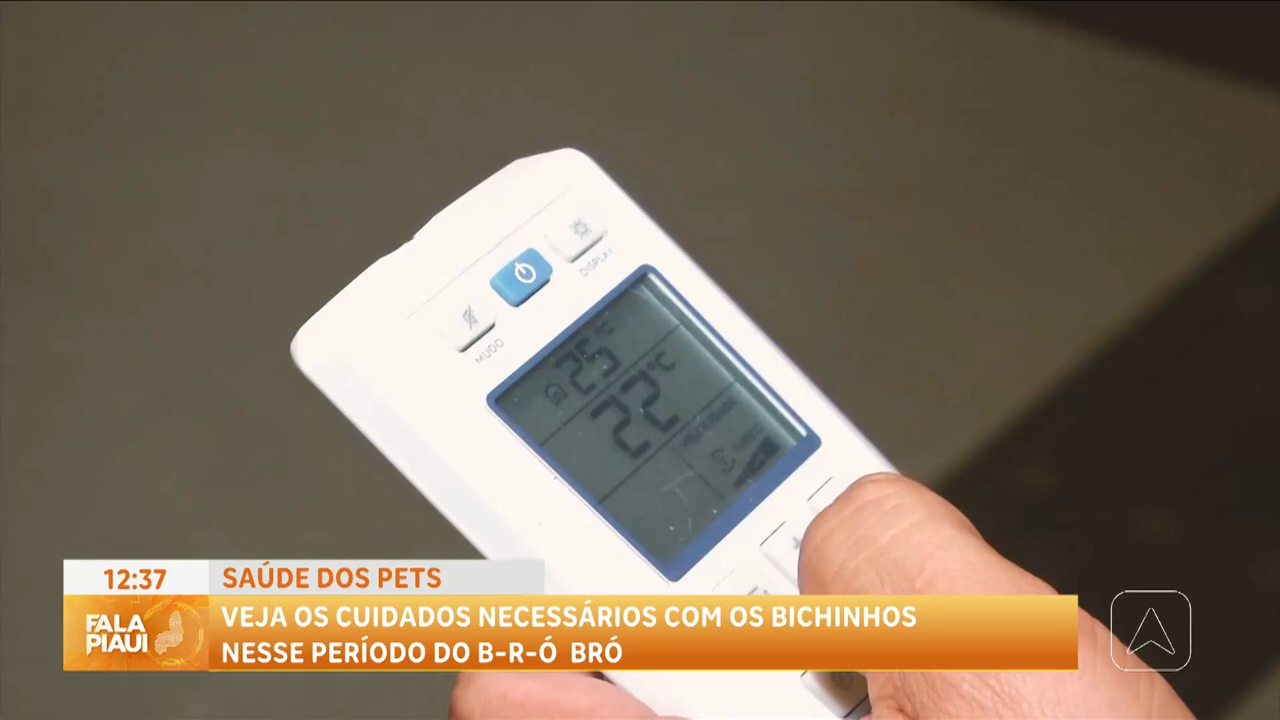 DISPLAY
MUDO
25°C
22°C
12:37
SAÚDE DOS PETS
FALA
PIAUÍ
VEJA OS CUIDADOS NECESSÁRIOS COM OS BICHINHOS
NESSE PERÍODO DO B-R-Ó BRÓ